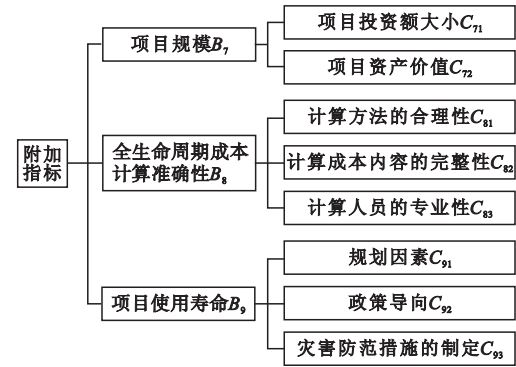 附加
指标
项目规模B7
项目投资额大小C71
项目资产价值C72
全生命周期成本
计算准确性B8
计算方法的合理性C81
计算成本内容的完整性C82
计算人员的专业性C83
项目使用寿命B9
规划因素C91
政策导向C92
灾害防范措施的制定C93